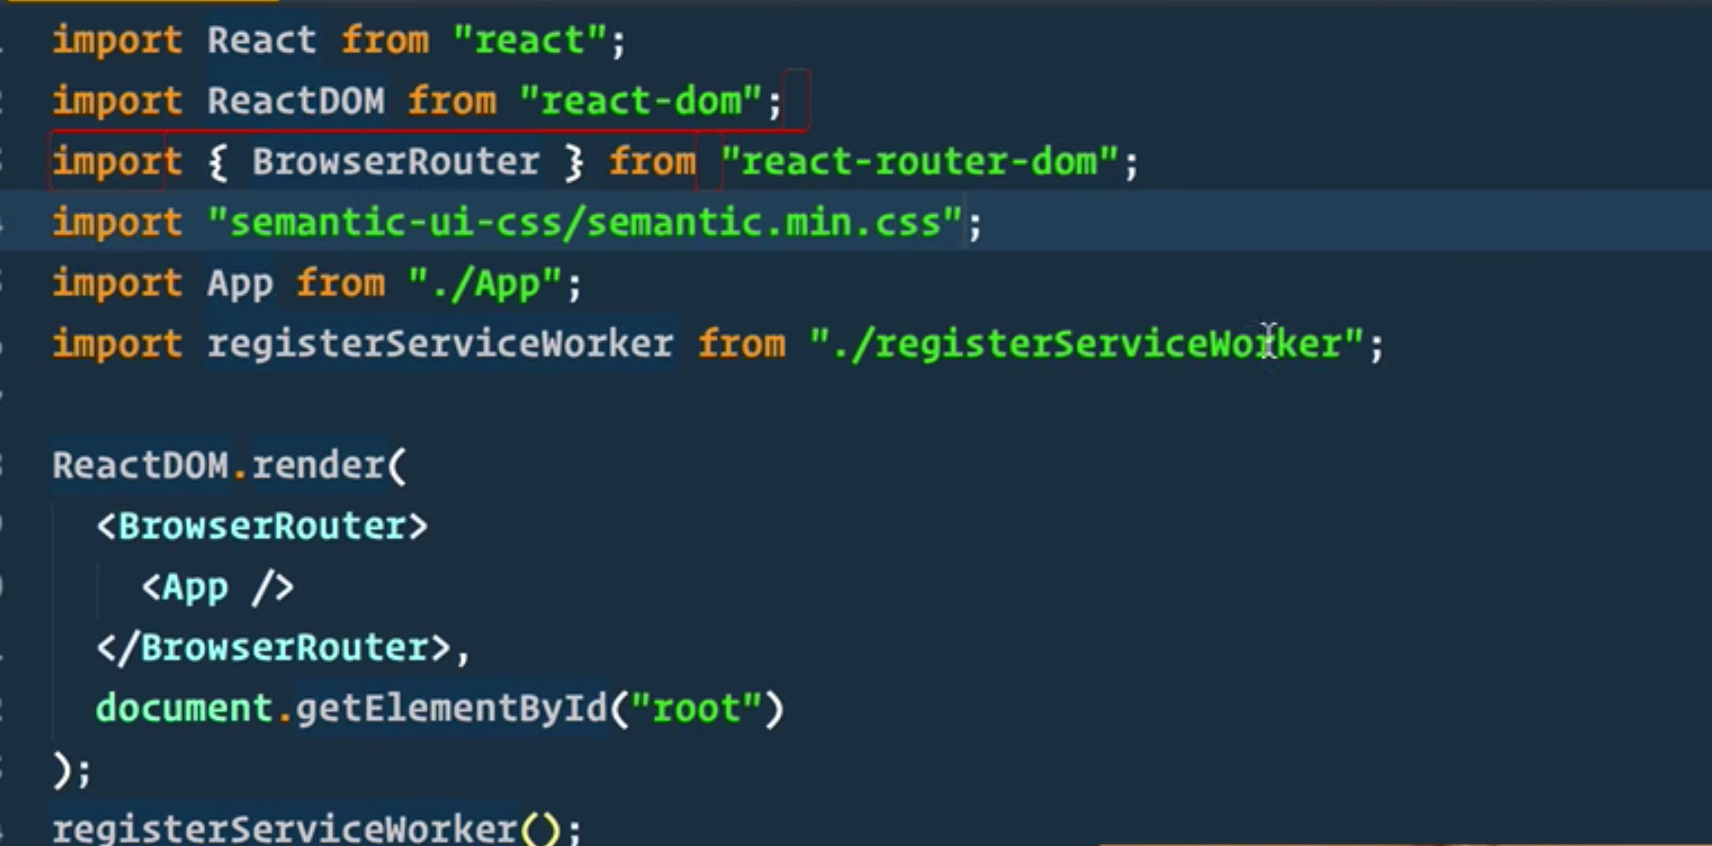 import React from "react";
import ReactDOM from "react-dom";
import { BrowserRouter } from "react-router-dom";
import "semantic-ui-css/semantic.min.css";
import App from "./App";
import registerServiceWorker from "./registerServiceWorker";
ReactDOM.render(
<BrowserRouter>
<App />
</BrowserRouter>,
document.getElementById("root")
);
registerServiceWorker();